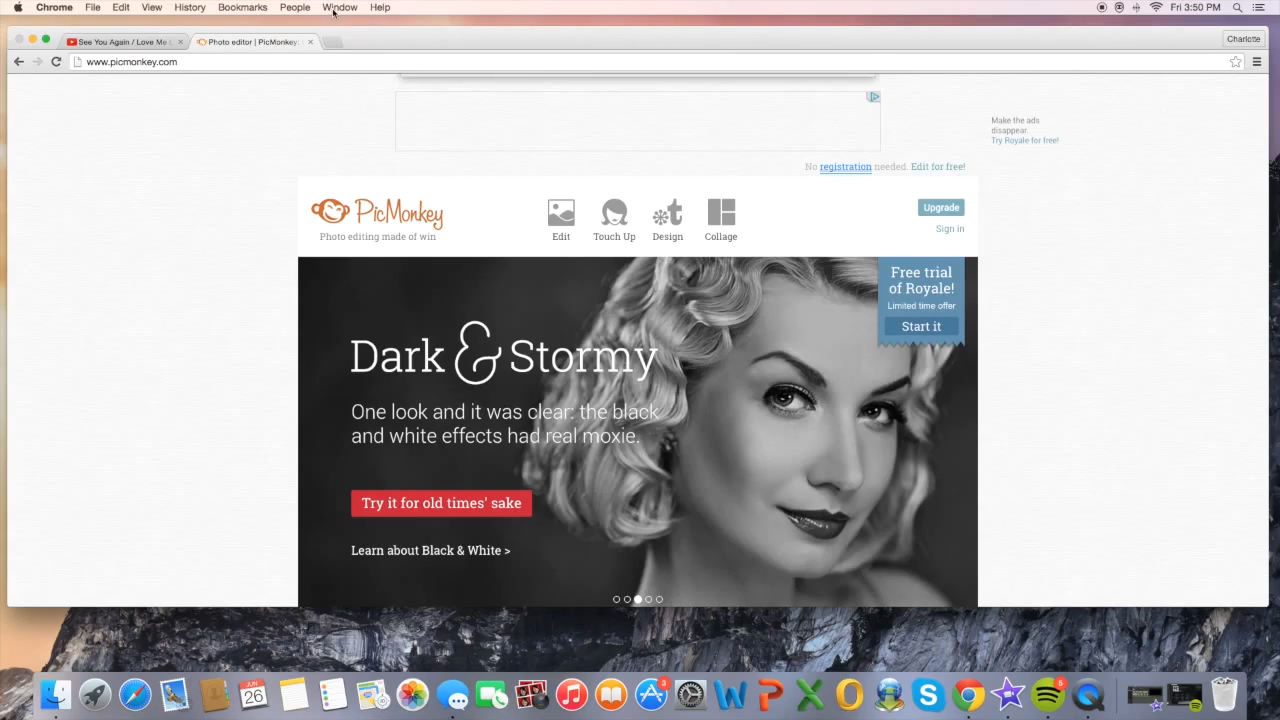 Chrome File Edit View History Bookmarks People Window Help
Fri 3:50 PM
See You Again / Love Me L
Photo editor | PicMonkey:
Charlotte
www.picmonkey.com
Make the ads
disappear.
Try Royale for free!
No registration needed. Edit for free!
PicMonkey
Photo editing made of win
Edit Touch Up Design Collage
Upgrade
Sign in
Free trial
of Royale!
Limited time offer
Start it
Dark & Stormy
One look and it was clear: the black
and white effects had real moxie.
Try it for old times' sake
Learn about Black & White >
JUN
26
3
6